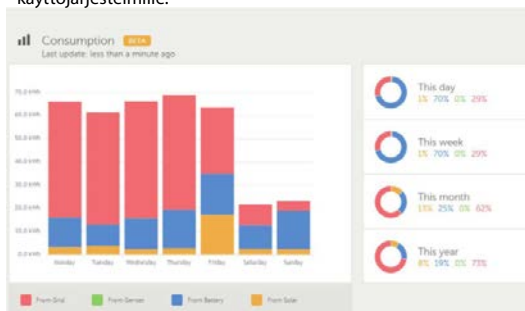 käyttöjärjestelmille.
Consumption BETA
Last update: less than a minute ago
70.0 kWh
60.0 kWh
50.0 kWh
40.0 kWh
30.0 kWh
20.0 kWh
10.0 kWh
0.0 kWh
Monday Tuesday Wednesday Thursday Friday Saturday Sunday
From Grid From Genset From Battery From Solar
This day
1% 70% 0% 29%
This week
1% 70% 0% 29%
This month
13% 25% 0% 62%
This year
8% 19% 0% 73%